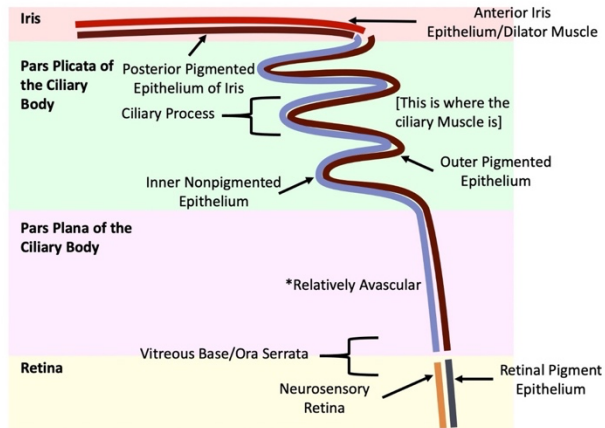 Iris
Anterior Iris
Epithelium/Dilator Muscle
Pars Plicata of
the Ciliary
Body
Posterior Pigmented
Epithelium of Iris
Ciliary Process
[This is where the
ciliary Muscle is]
Outer Pigmented
Epithelium
Inner Nonpigmented
Epithelium
Pars Plana of the
Ciliary Body
*Relatively Avascular
Vitreous Base/Ora Serrata
Retina
Neurosensory
Retina
Retinal Pigment
Epithelium